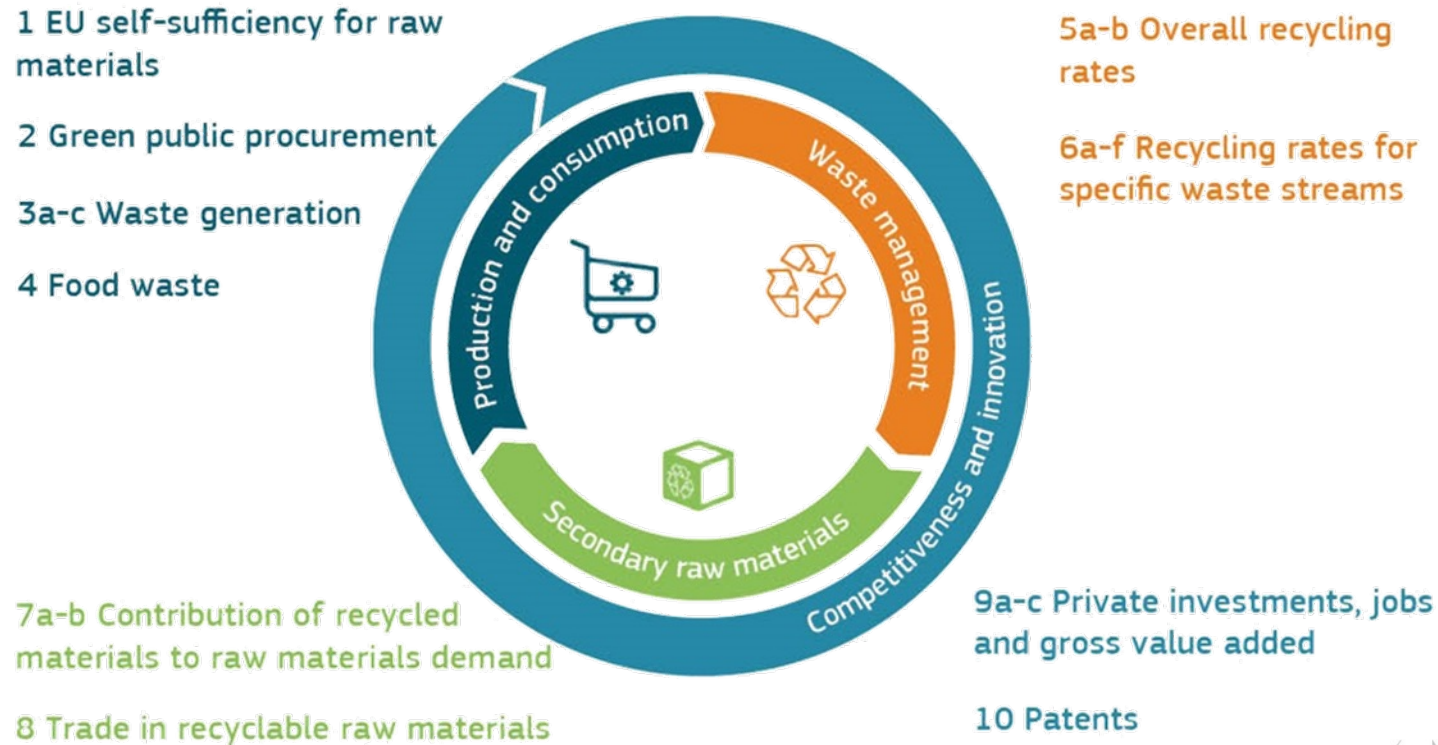 1 EU self-sufficiency for raw
materials
2 Green public procurement
3a-c Waste generation
4 Food waste
5a-b Overall recycling
rates
6a-f Recycling rates for
specific waste streams
Production and consumption
Waste management
Secondary raw materials
Competitiveness and innovation
7a-b Contribution of recycled
materials to raw materials demand
8 Trade in recyclable raw materials
9a-c Private investments, jobs
and gross value added
10 Patents